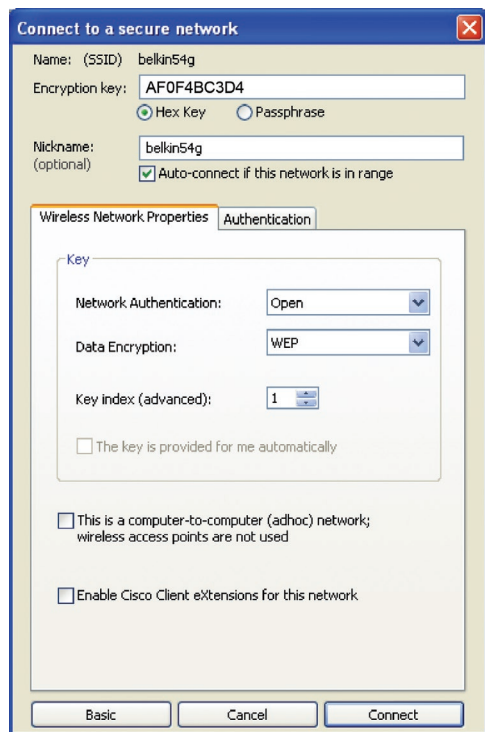 Connect to a secure network
Name: (SSID) belkin54g
Encryption key: AF0F4BC3D4
Hex Key Passphrase
Nickname: belkin54g
(optional)
Auto-connect if this network is in range
Wireless Network Properties Authentication
Key
Network Authentication: Open
Data Encryption: WEP
Key index (advanced): 1
The key is provided for me automatically
This is a computer-to-computer (adhoc) network;
wireless access points are not used
Enable Cisco Client eXtensions for this network
Basic Cancel Connect